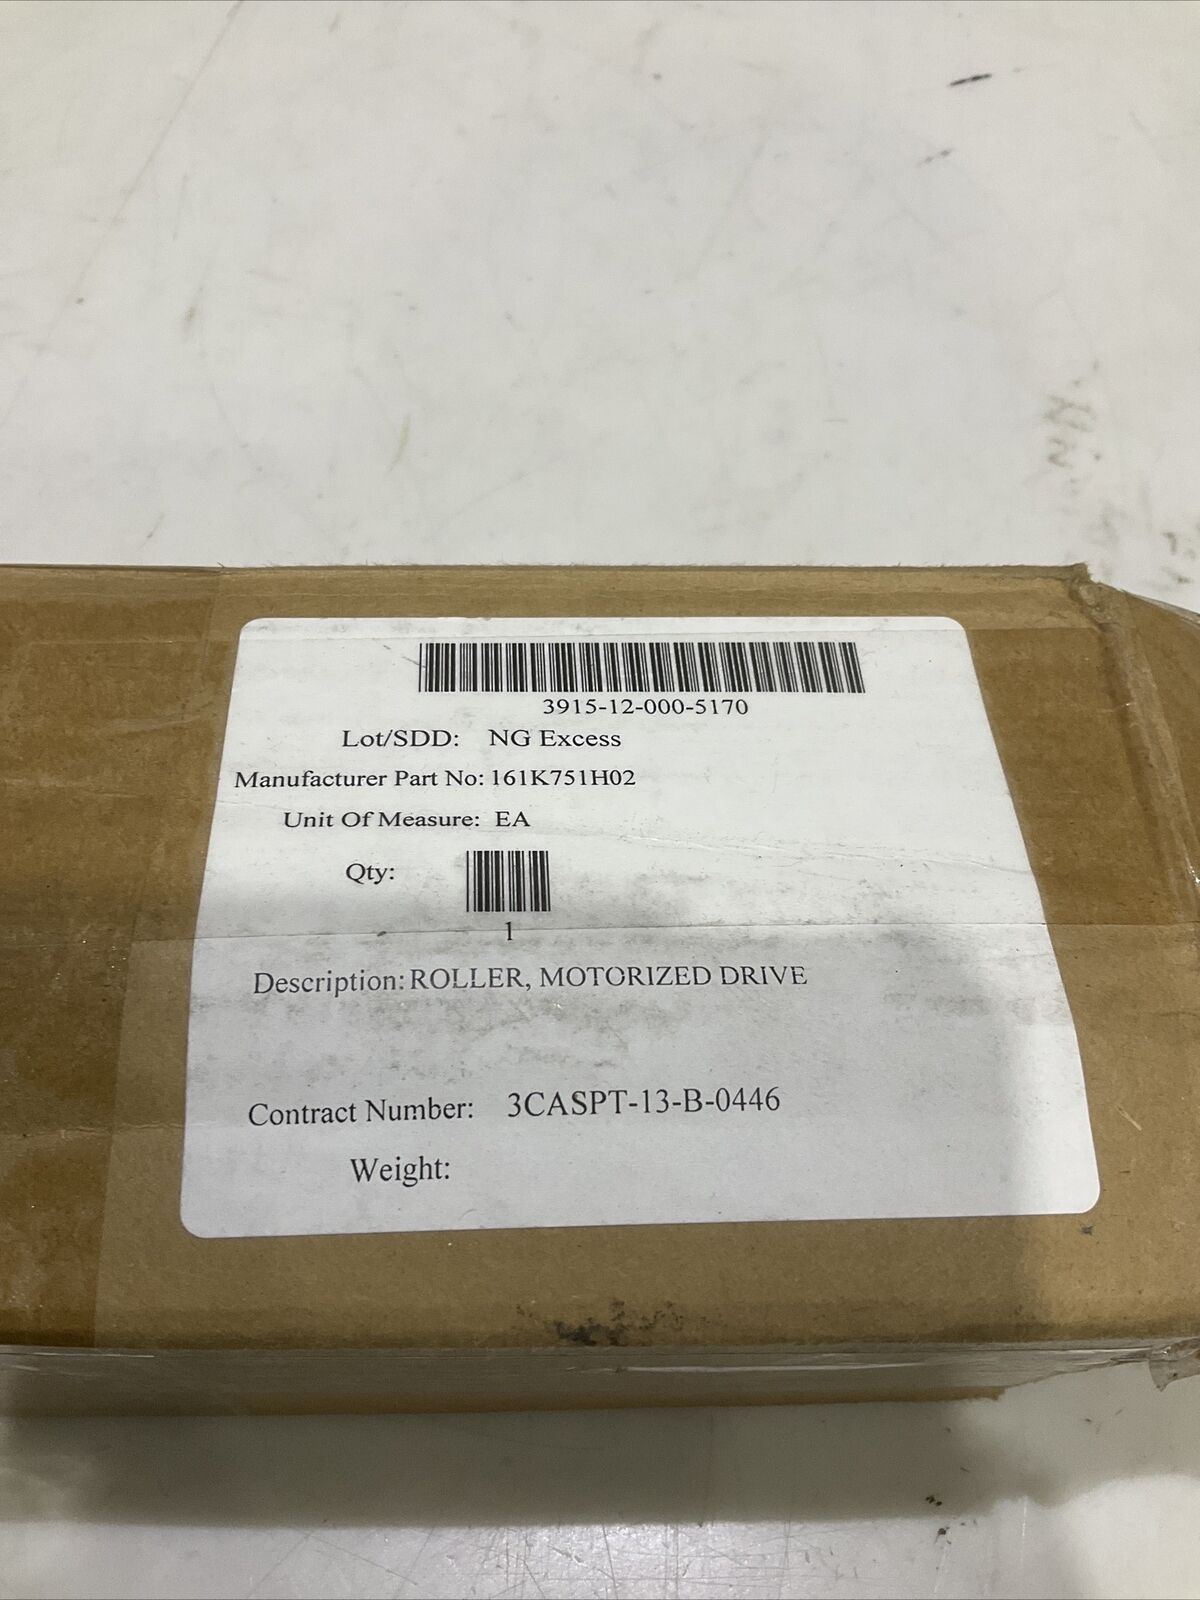 3915-12-000-5170
Lot/SDD: NG Excess
Manufacturer Part No: 161K751H02
Unit Of Measure: EA
Qty:
1
Description: ROLLER, MOTORIZED DRIVE
Contract Number: 3CASPT-13-B-0446
Weight: